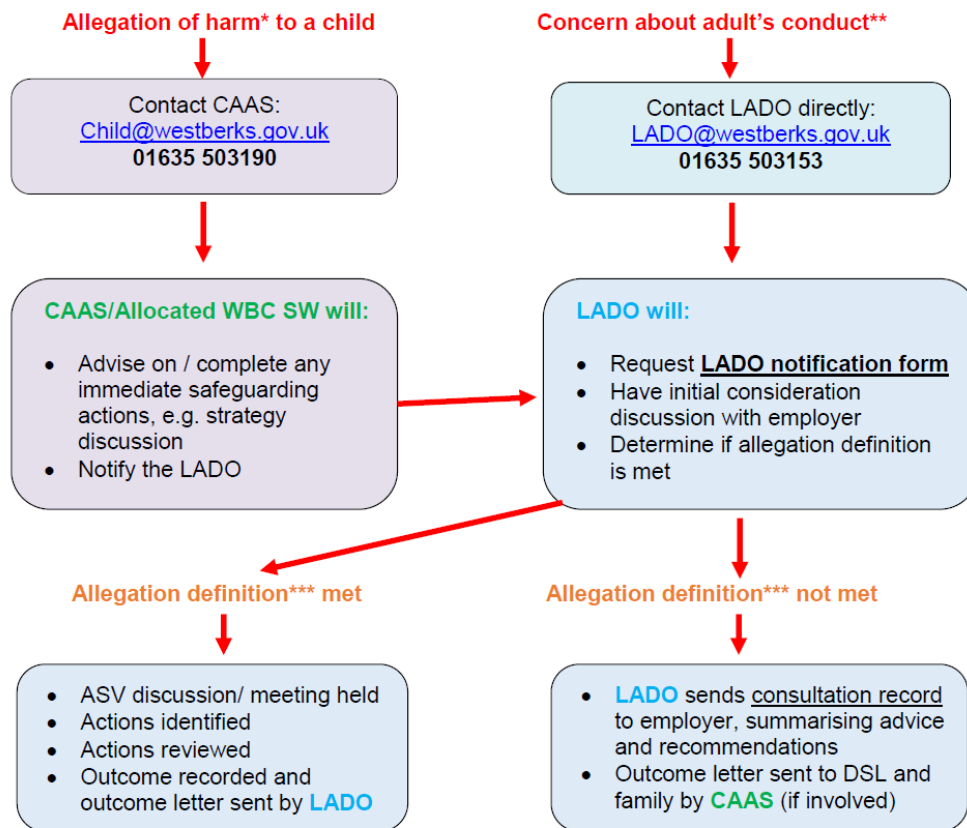 Allegation of harm* to a child
Concern about adult's conduct**
Contact CAAS:
Child@westberks.gov.uk
01635 503190
Contact LADO directly:
LADO@westberks.gov.uk
01635 503153
CAAS/Allocated WBC SW will:
• Advise on / complete any
immediate safeguarding
actions, e.g. strategy
discussion
• Notify the LADO
LADO will:
• Request LADO notification form
• Have initial consideration
discussion with employer
• Determine if allegation definition
is met
Allegation definition*** met
Allegation definition*** not met
• ASV discussion/ meeting held
• Actions identified
• Actions reviewed
• Outcome recorded and
outcome letter sent by LADO
• LADO sends consultation record
to employer, summarising advice
and recommendations
• Outcome letter sent to DSL and
family by CAAS (if involved)